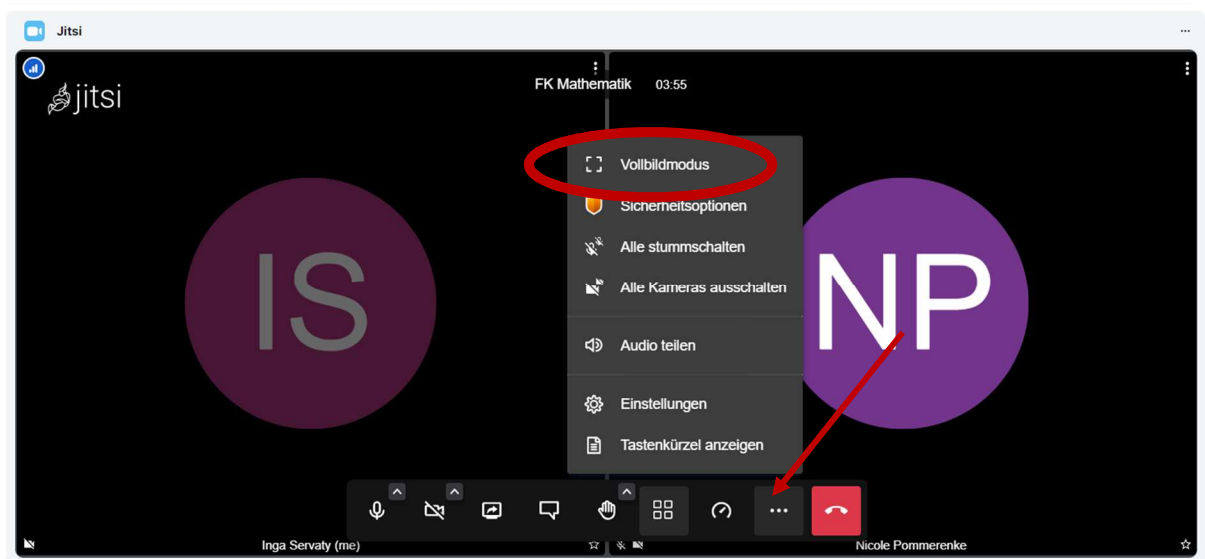 Jitsi
jitsi
FK Mathematik 03:55
Vollbildmodus
Sicherheitsoptionen
Alle stummschalten
Alle Kameras ausschalten
Audio teilen
Einstellungen
Tastenkürzel anzeigen
IS
NP
Inga Servaty (me)
Nicole Pommerenke